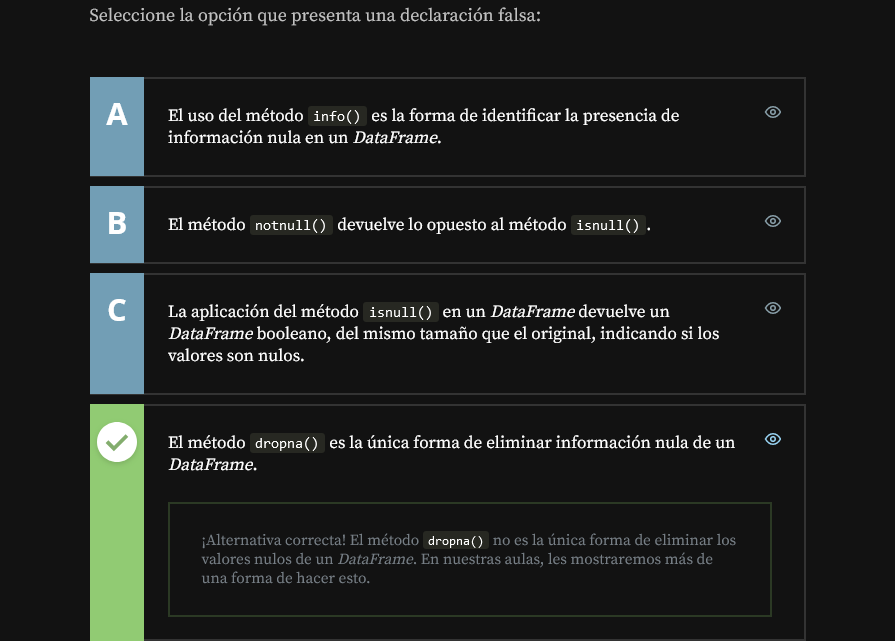 Seleccione la opción que presenta una declaración falsa:
A
El uso del método info() es la forma de identificar la presencia de
información nula en un DataFrame.
B
El método notnull() devuelve lo opuesto al método isnull().
C
La aplicación del método isnull() en un DataFrame devuelve un
DataFrame booleano, del mismo tamaño que el original, indicando si los
valores son nulos.
El método dropna() es la única forma de eliminar información nula de un
DataFrame.
¡Alternativa correcta! El método dropna() no es la única forma de eliminar los
valores nulos de un DataFrame. En nuestras aulas, les mostraremos más de
una forma de hacer esto.